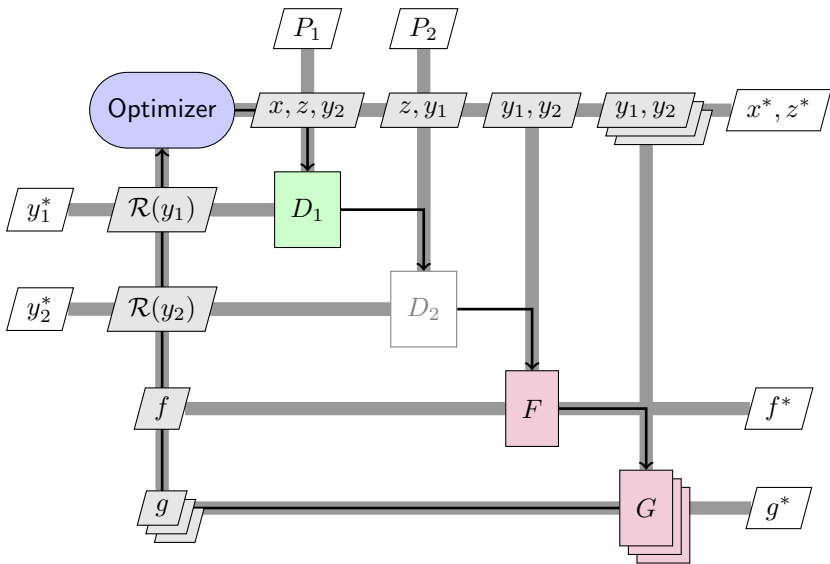 P₁ P₂
Optimizer x, z, y₂ z, y₁ y₁, y₂ y₁, y₂ x*, z*
y₁* ℛ(y₁) D₁
y₂* ℛ(y₂) D₂
f F f*
g G g*